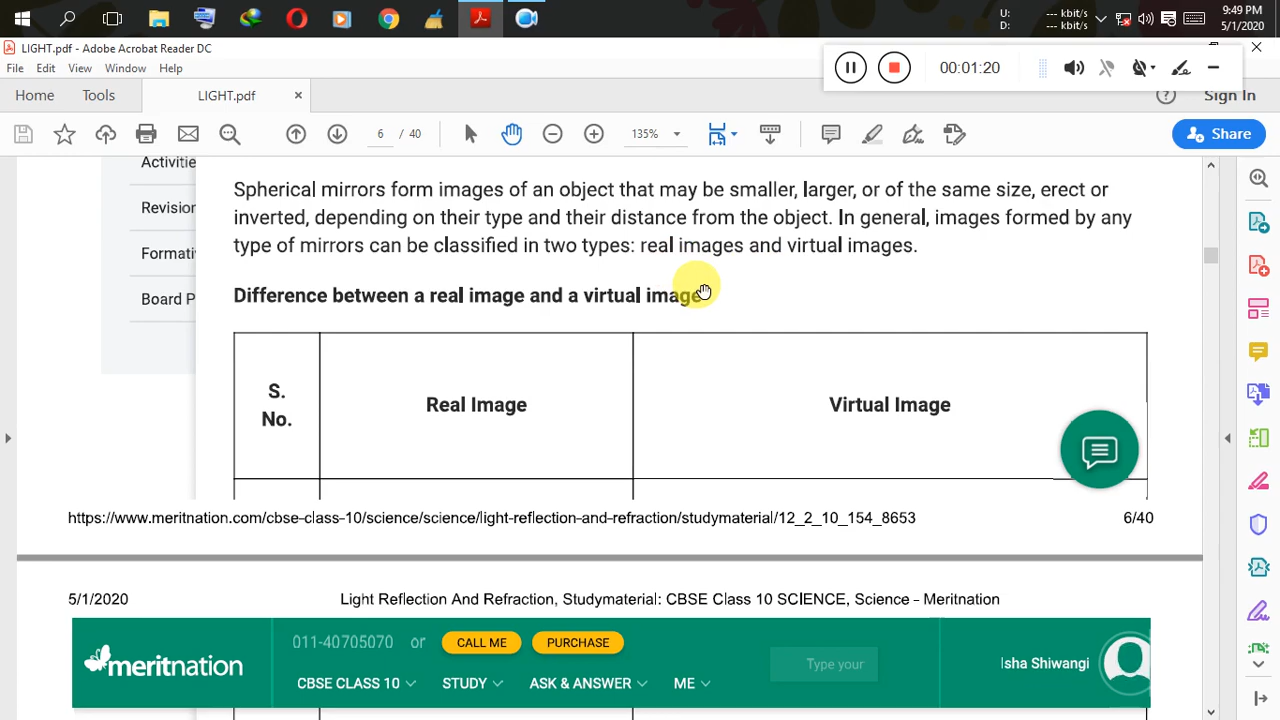 9:49 PM
U: --- kbit/s
D: --- kbit/s
5/1/2020
LIGHT.pdf - Adobe Acrobat Reader DC
File Edit View Window Help
00:01:20
Home Tools LIGHT.pdf × ? Sign In
6 / 40 135% Share
Activities
Revision
Formati
Board P
Spherical mirrors form images of an object that may be smaller, larger, or of the same size, erect or
inverted, depending on their type and their distance from the object. In general, images formed by any
type of mirrors can be classified in two types: real images and virtual images.
Difference between a real image and a virtual image
S.
No.
Real Image
Virtual Image
https://www.meritnation.com/cbse-class-10/science/science/light-reflection-and-refraction/studymaterial/12_2_10_154_8653 6/40
5/1/2020 Light Reflection And Refraction, Studymaterial: CBSE Class 10 SCIENCE, Science - Meritnation
meritnation
011-40705070 or CALL ME PURCHASE
Type your
Isha Shiwangi
CBSE CLASS 10 STUDY ASK & ANSWER ME